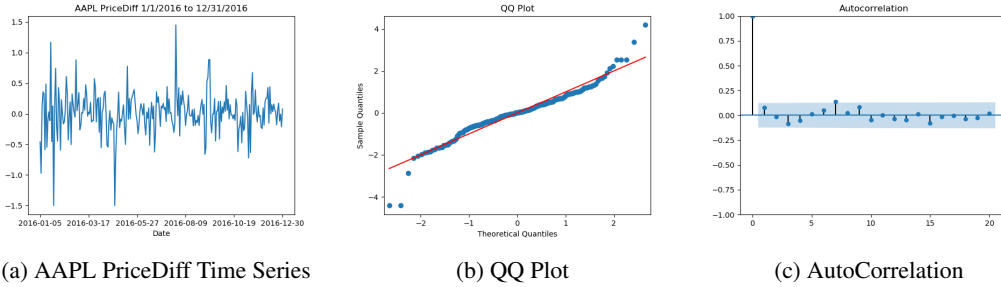 AAPL PriceDiff 1/1/2016 to 12/31/2016
1.5
1.0
0.5
0.0
−0.5
−1.0
−1.5
2016-01-05 2016-03-17 2016-05-27 2016-08-09 2016-10-19 2016-12-30
Date
(a) AAPL PriceDiff Time Series
QQ Plot
Sample Quantiles
4
2
0
−2
−4
−2 −1 0 1 2
Theoretical Quantiles
(b) QQ Plot
Autocorrelation
1.00
0.75
0.50
0.25
0.00
−0.25
−0.50
−0.75
−1.00
0 5 10 15 20
(c) AutoCorrelation